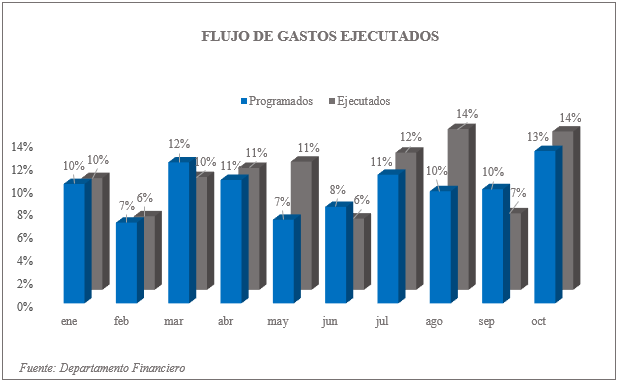 FLUJO DE GASTOS EJECUTADOS
Programados Ejecutados
14%
12%
10%
8%
6%
4%
2%
0%
10% 10% 7% 6% 12% 10% 11% 11% 7% 11% 8% 6% 11% 12% 10% 14% 10% 7% 13% 14%
ene feb mar abr may jun jul ago sep oct
Fuente: Departamento Financiero